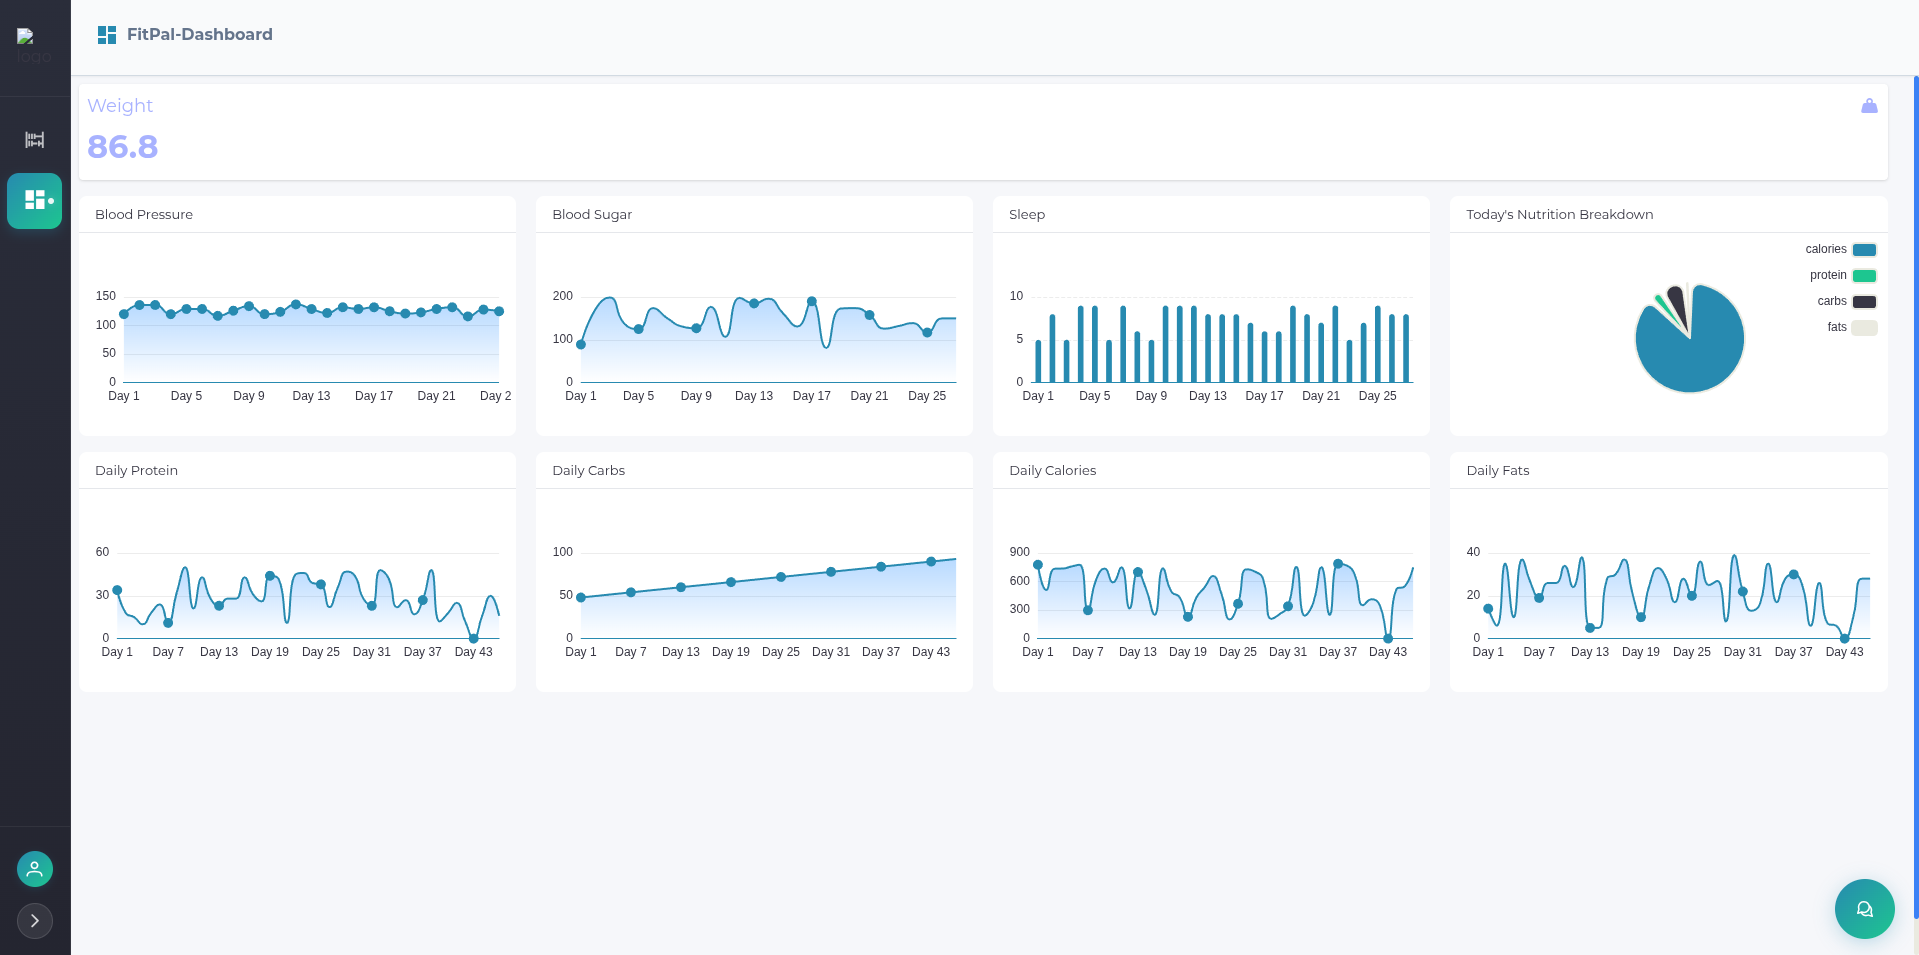 logo
FitPal-Dashboard
Weight
86.8
Blood Pressure
150
100
50
0
Day 1 Day 5 Day 9 Day 13 Day 17 Day 21 Day 2
Blood Sugar
200
100
0
Day 1 Day 5 Day 9 Day 13 Day 17 Day 21 Day 25
Sleep
10
5
0
Day 1 Day 5 Day 9 Day 13 Day 17 Day 21 Day 25
Today's Nutrition Breakdown
calories
protein
carbs
fats
Daily Protein
60
30
0
Day 1 Day 7 Day 13 Day 19 Day 25 Day 31 Day 37 Day 43
Daily Carbs
100
50
0
Day 1 Day 7 Day 13 Day 19 Day 25 Day 31 Day 37 Day 43
Daily Calories
900
600
300
0
Day 1 Day 7 Day 13 Day 19 Day 25 Day 31 Day 37 Day 43
Daily Fats
40
20
0
Day 1 Day 7 Day 13 Day 19 Day 25 Day 31 Day 37 Day 43